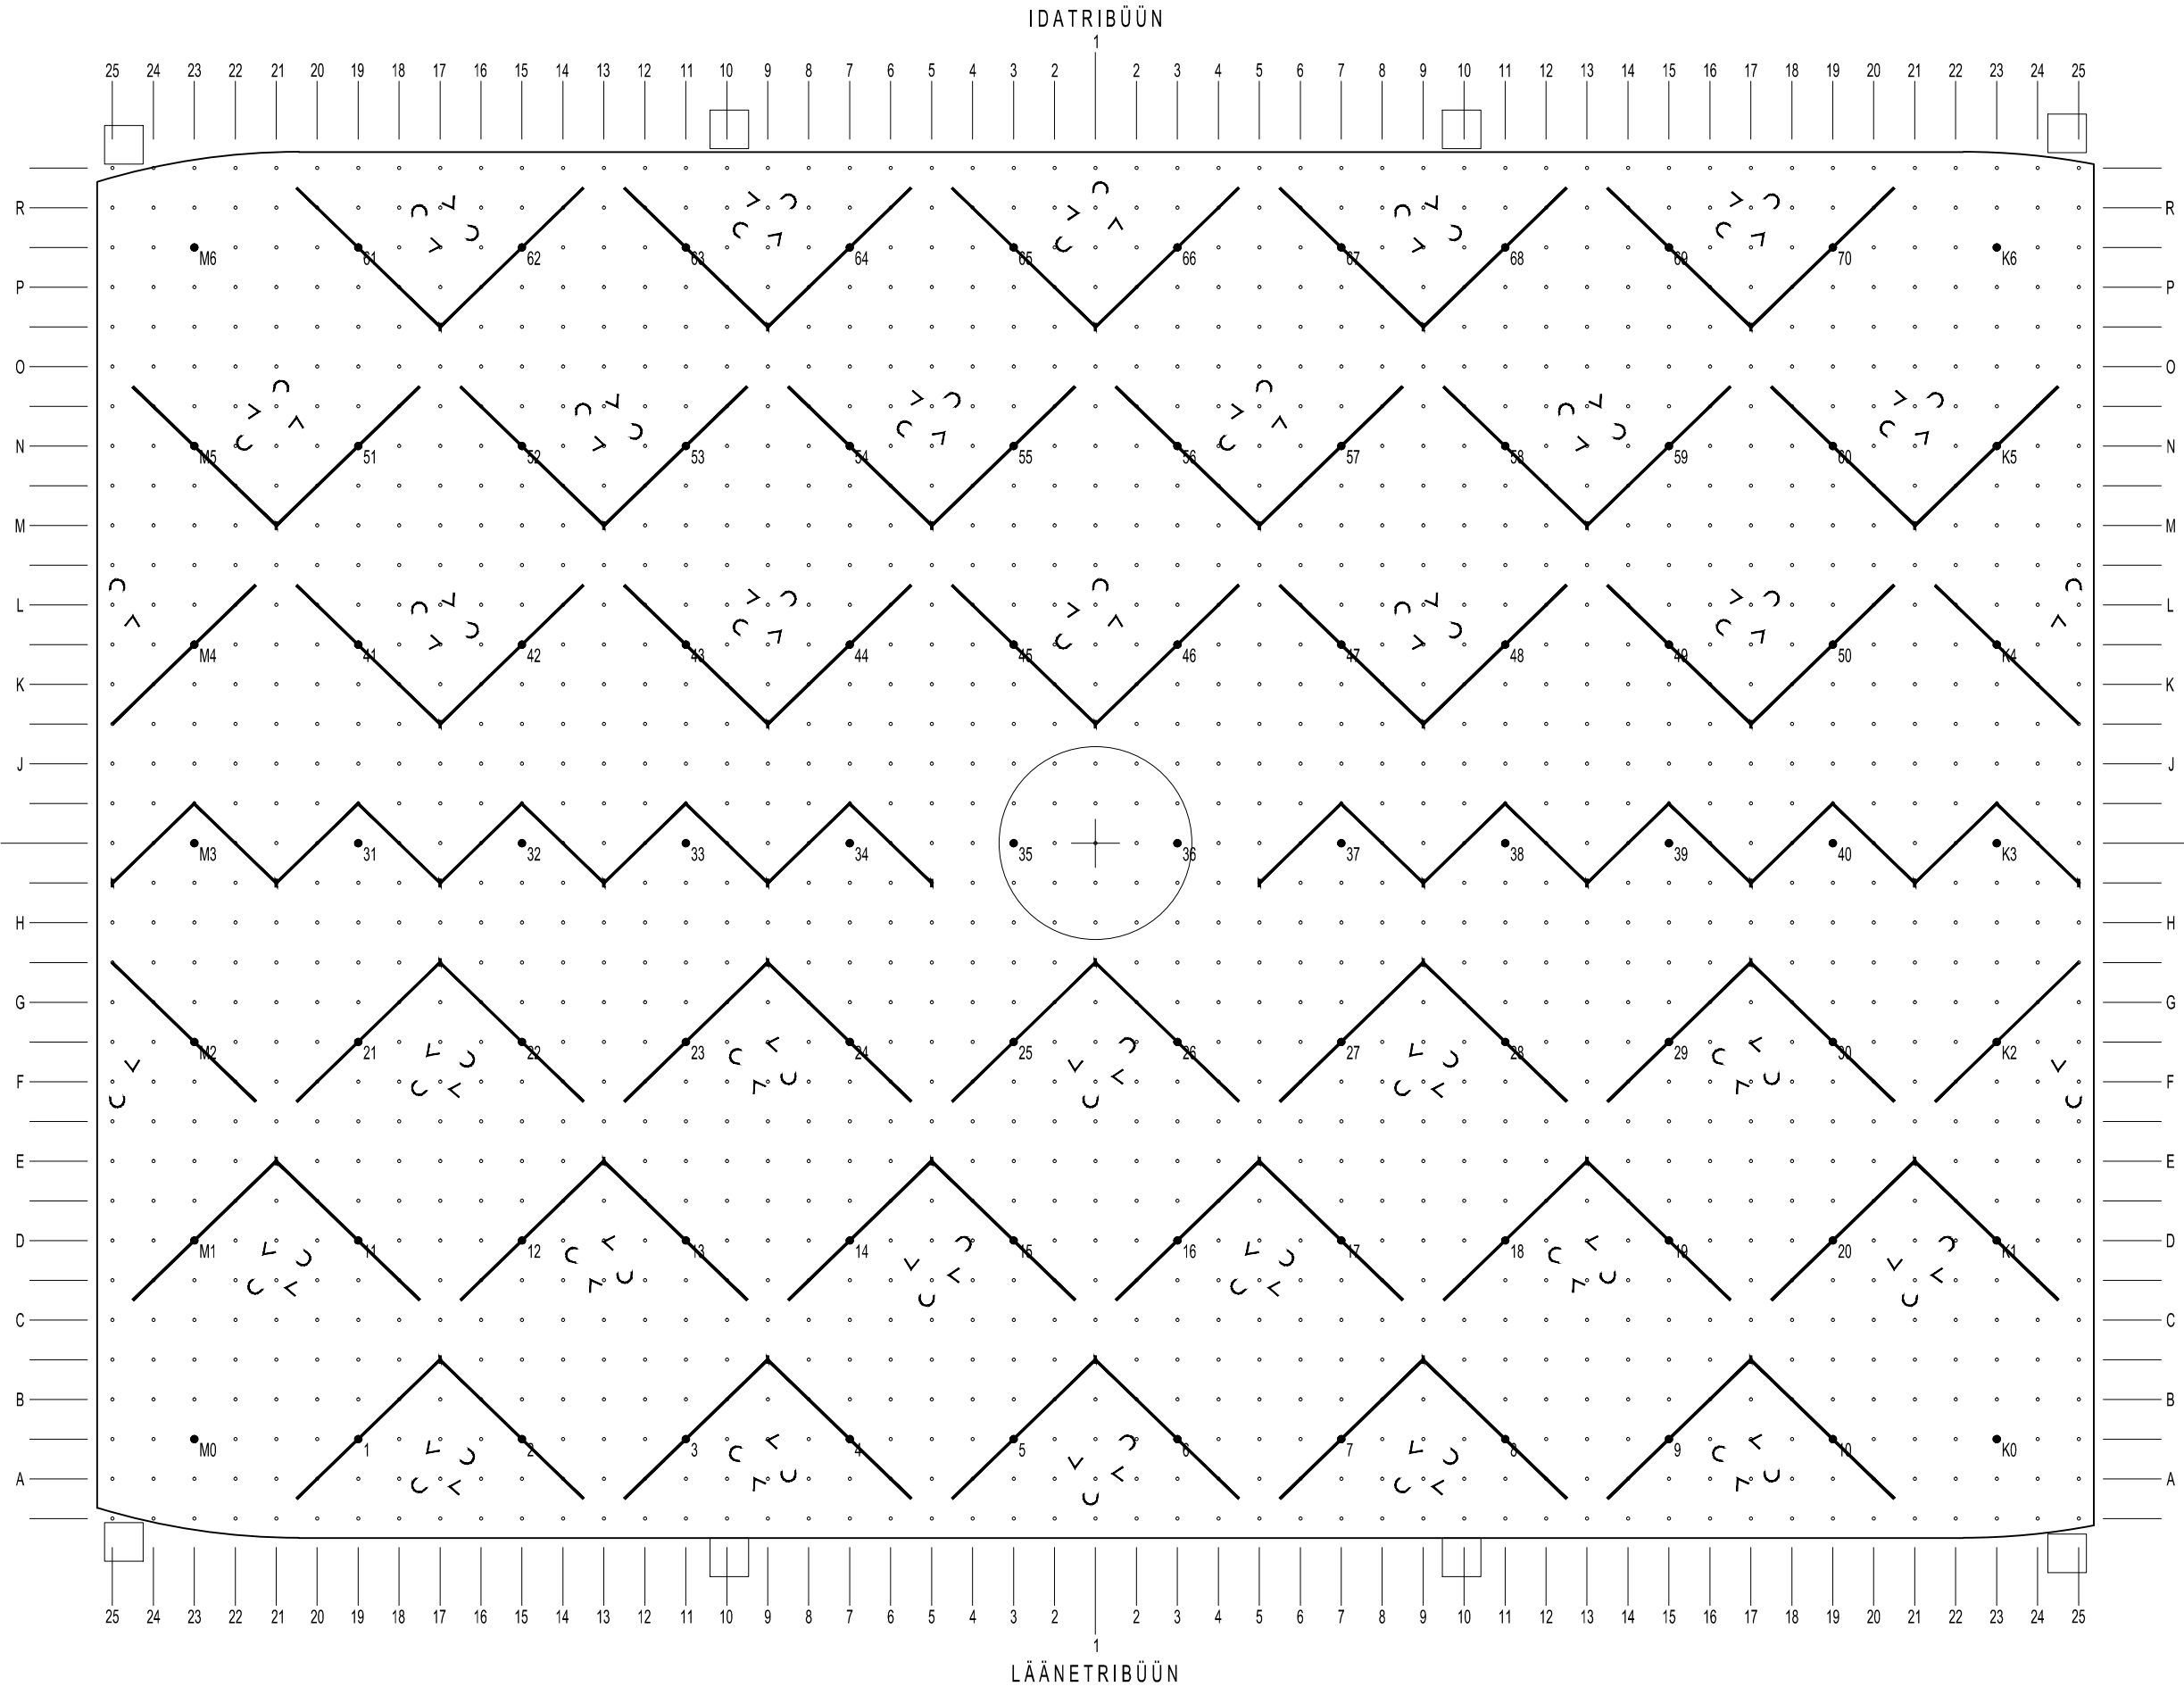 IDATRIBÜÜN
1
25 24 23 22 21 20 19 18 17 16 15 14 13 12 11 10 9 8 7 6 5 4 3 2 2 3 4 5 6 7 8 9 10 11 12 13 14 15 16 17 18 19 20 21 22 23 24 25
R R
M6 61 62 63 64 65 66 67 68 69 70 K6
P P
O O
N N
M5 51 52 53 54 55 56 57 58 59 60 K5
M M
L L
M4 41 42 43 44 45 46 47 48 49 50 K4
K K
J J
M3 31 32 33 34 35 36 37 38 39 40 K3
H H
G G
M2 21 22 23 24 25 26 27 28 29 30 K2
F F
E E
D D
M1 11 12 13 14 15 16 17 18 19 20 K1
C C
B B
M0 1 2 3 4 5 6 7 8 9 10 K0
A A
25 24 23 22 21 20 19 18 17 16 15 14 13 12 11 10 9 8 7 6 5 4 3 2 2 3 4 5 6 7 8 9 10 11 12 13 14 15 16 17 18 19 20 21 22 23 24 25
1
LÄÄNETRIBÜÜN